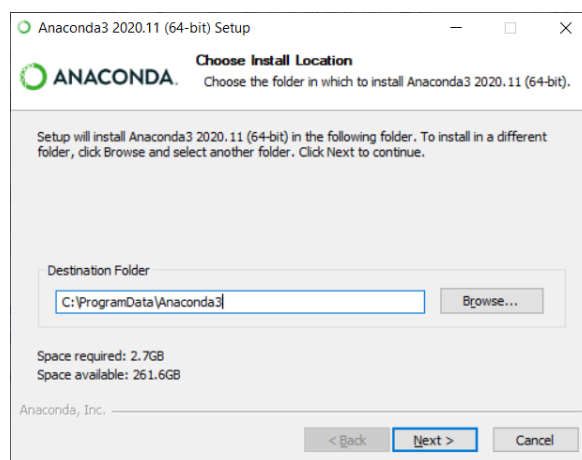 Anaconda3 2020.11 (64-bit) Setup
ANACONDA.
Choose Install Location
Choose the folder in which to install Anaconda3 2020.11 (64-bit).
Setup will install Anaconda3 2020.11 (64-bit) in the following folder. To install in a different
folder, click Browse and select another folder. Click Next to continue.
Destination Folder
C:\ProgramData\Anaconda3
Browse...
Space required: 2.7GB
Space available: 261.6GB
Anaconda, Inc.
< Back
Next >
Cancel